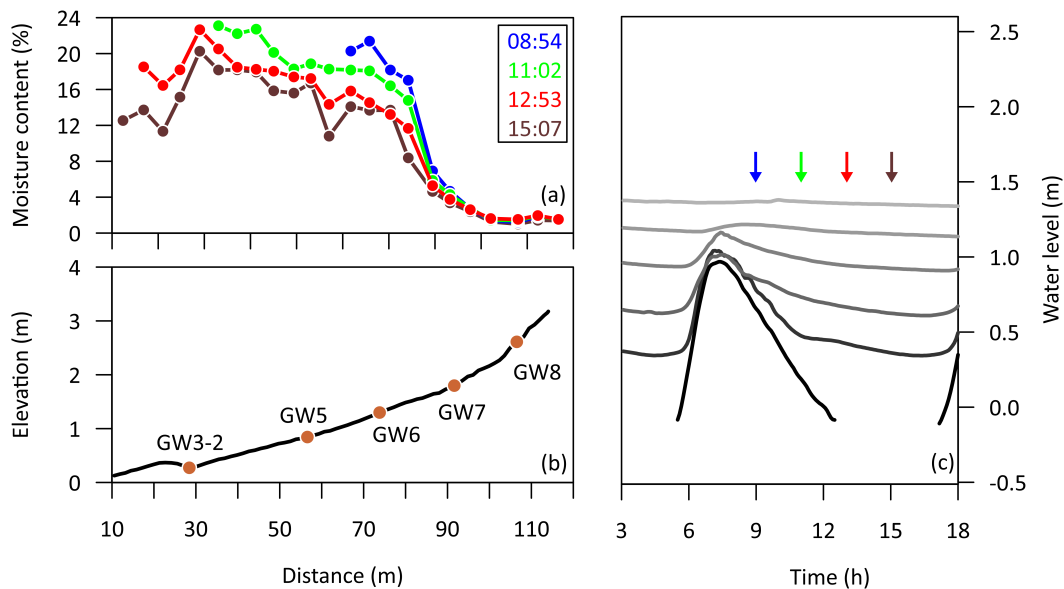 24
20
16
12
8
4
0
Moisture content (%)
08:54
11:02
12:53
15:07
(a)
4
3
2
1
0
Elevation (m)
GW3-2
GW5
GW6
GW7
GW8
(b)
10 30 50 70 90 110
Distance (m)
2.5
2.0
1.5
1.0
0.5
0.0
-0.5
Water level (m)
(c)
3 6 9 12 15 18
Time (h)